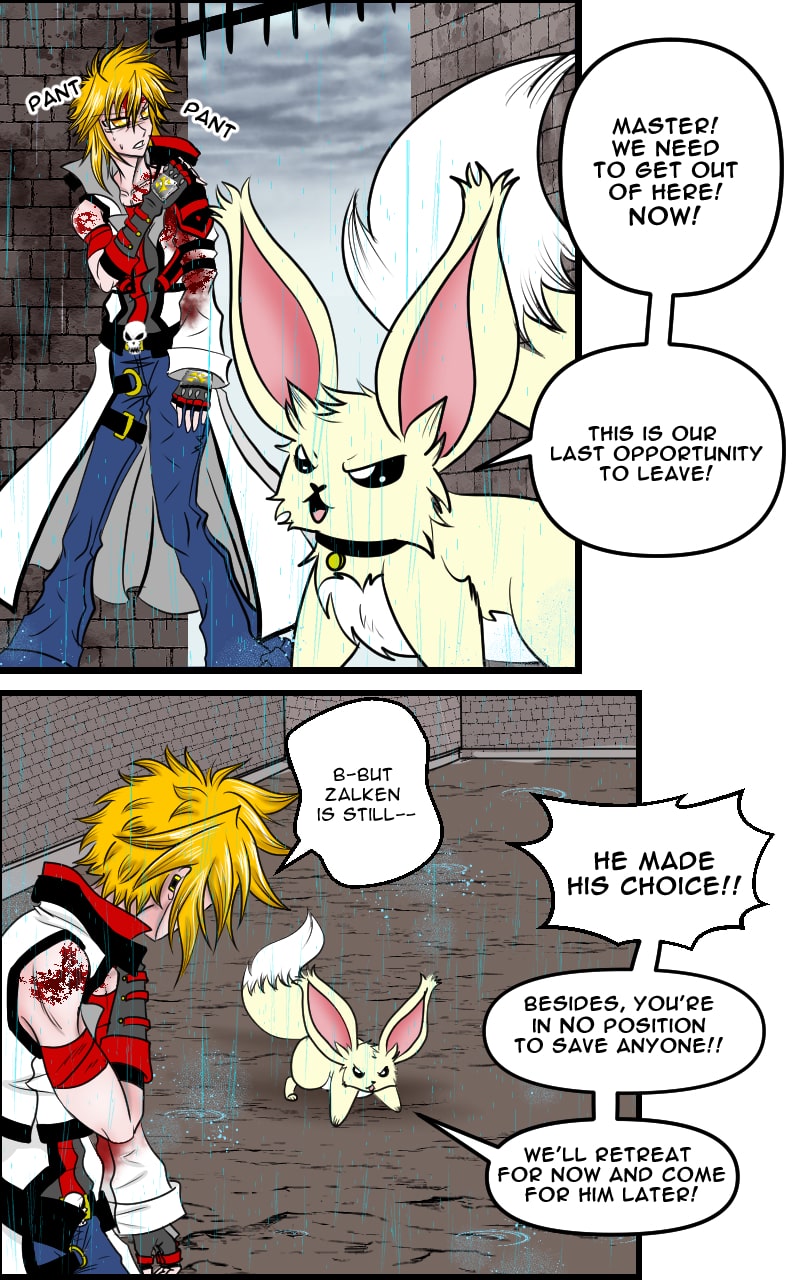 PANT
PANT
MASTER!
WE NEED
TO GET OUT
OF HERE!
NOW!
THIS IS OUR
LAST OPPORTUNITY
TO LEAVE!
B-BUT
ZALKEN
IS STILL--
HE MADE
HIS CHOICE!!
BESIDES, YOU'RE
IN NO POSITION
TO SAVE ANYONE!!
WE'LL RETREAT
FOR NOW AND COME
FOR HIM LATER!